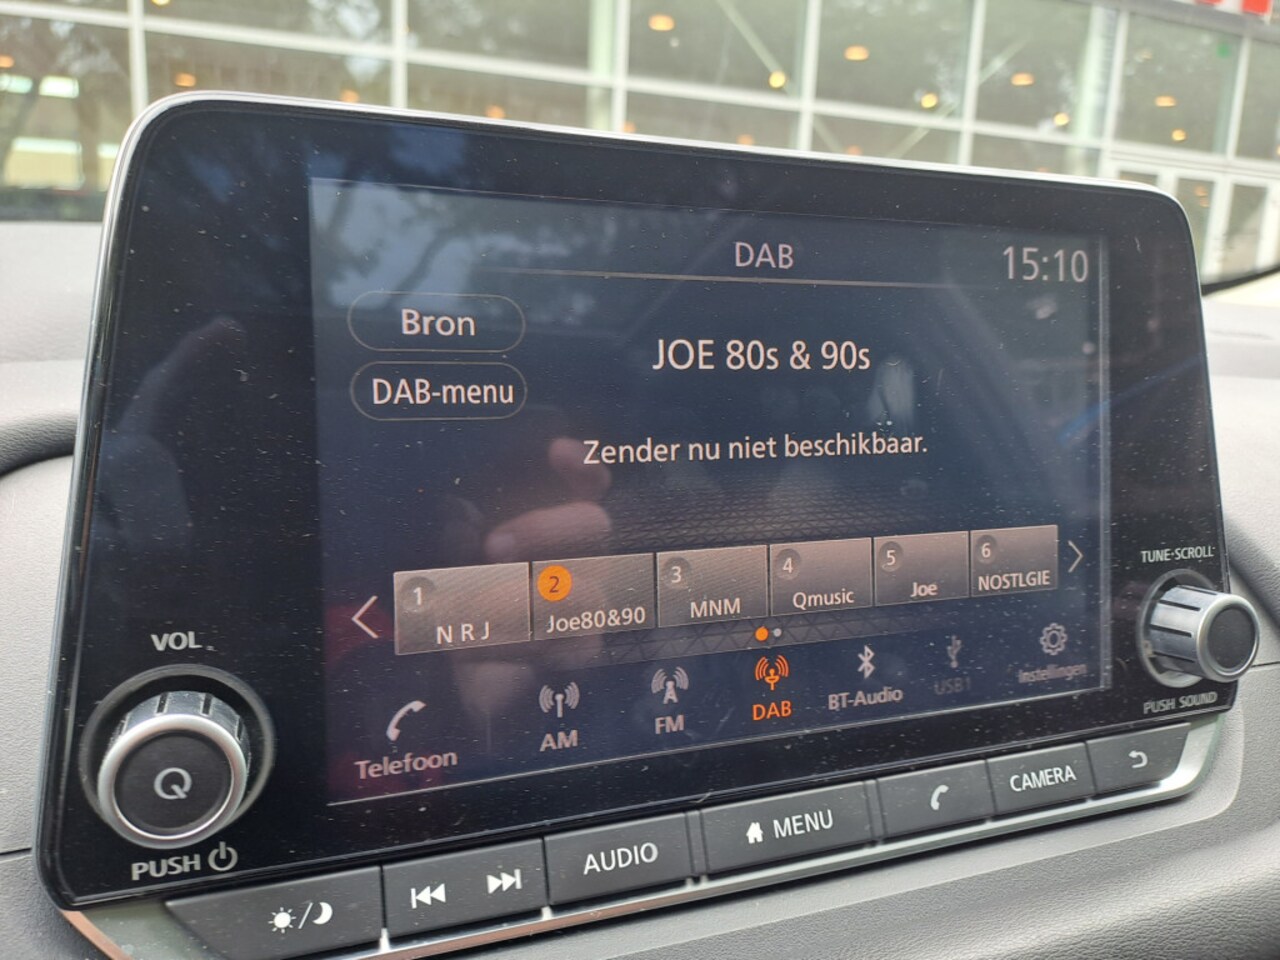 DAB
15:10
Bron
JOE 80s & 90s
DAB-menu
Zender nu niet beschikbaar.
1
NRJ
2
Joe80&90
3
MNM
4
Qmusic
5
Joe
6
NOSTLGIE
Telefoon
AM
FM
DAB
BT-Audio
USB1
Instellingen
VOL
PUSH
TUNE·SCROLL
PUSH SOUND
AUDIO
MENU
CAMERA